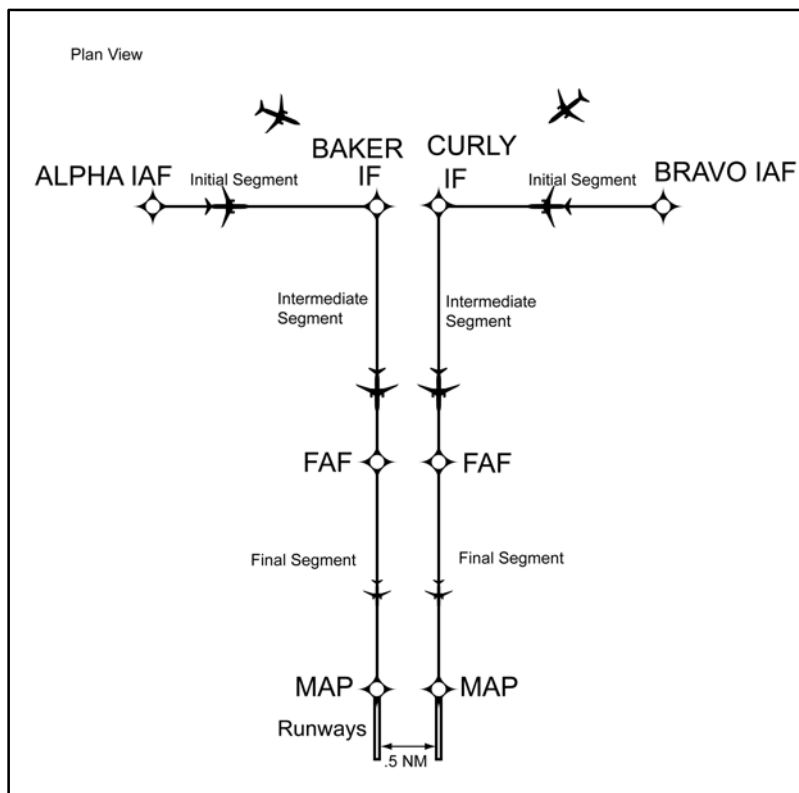 Plan View
BAKER
IF
CURLY
IF
ALPHA IAF
Initial Segment
Initial Segment
BRAVO IAF
Intermediate
Segment
Intermediate
Segment
FAF
FAF
Final Segment
Final Segment
MAP
MAP
Runways
.5 NM